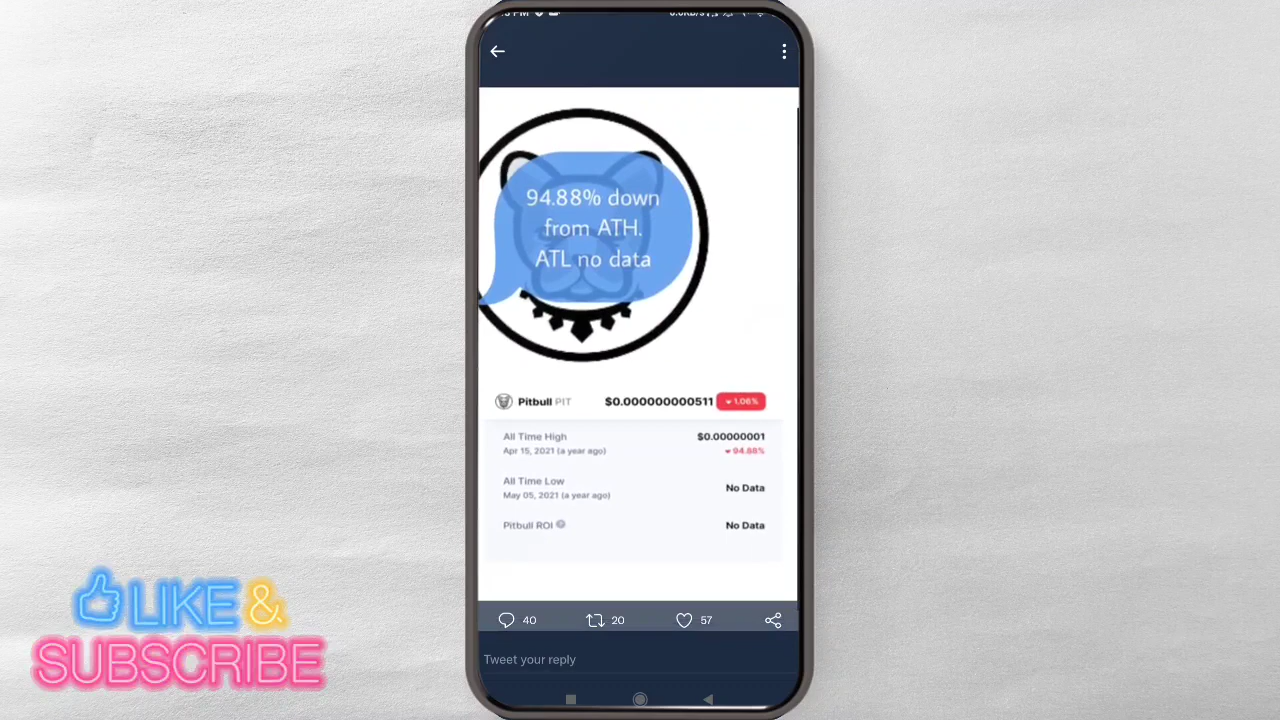 94.88% down
from ATH.
ATL no data
Pitbull PIT
$0.000000000511
1.06%
All Time High
$0.00000001
Apr 15, 2021 (a year ago)
94.88%
All Time Low
No Data
May 05, 2021 (a year ago)
Pitbull ROI
No Data
40
20
57
Tweet your reply
LIKE &
SUBSCRIBE